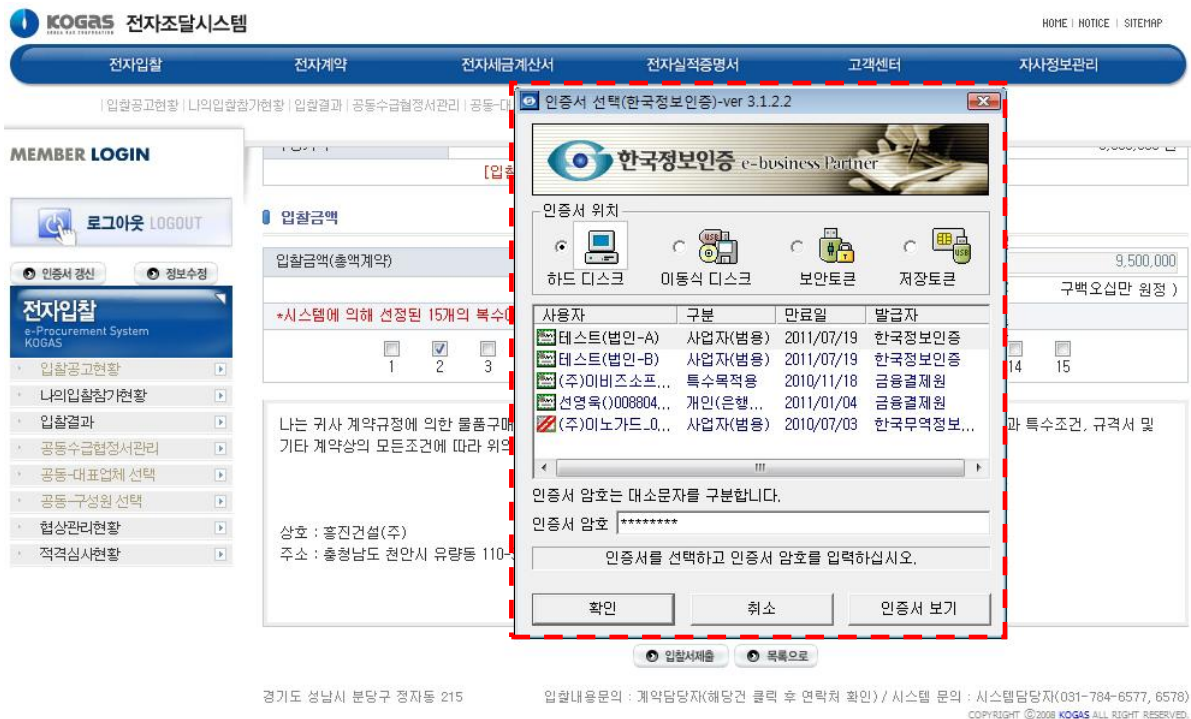 KOGAS 전자조달시스템
KOREA GAS CORPORATION
HOME | NOTICE | SITEMAP
전자입찰 전자계약 전자세금계산서 전자실적증명서 고객센터 자사정보관리
| 입찰공고현황 | 나의입찰참가현황 | 입찰결과 | 공동수급협정서관리 | 공동-대
MEMBER LOGIN
로그아웃 LOGOUT
인증서 갱신 정보수정
전자입찰
e-Procurement System
KOGAS
입찰공고현황
나의입찰참가현황
입찰결과
공동수급협정서관리
공동-대표업체 선택
공동-구성원 선택
협상관리현황
적격심사현황
[입찰
입찰금액
입찰금액(총액계약)
9,500,000
구백오십만 원정 )
*시스템에 의해 선정된 15개의 복수
1 2 3 14 15
나는 귀사 계약규정에 의한 물품구매
과 특수조건, 규격서 및
기타 계약상의 모든조건에 따라 위의
상호 : 홍진건설(주)
주소 : 충청남도 천안시 유량동 110-
인증서 선택(한국정보인증)-ver 3.1.2.2
한국정보인증 e-business Partner
인증서 위치
하드 디스크 이동식 디스크 보안토큰 저장토큰
사용자 구분 만료일 발급자
테스트(법인-A) 사업자(범용) 2011/07/19 한국정보인증
테스트(법인-B) 사업자(범용) 2011/07/19 한국정보인증
(주)이비즈소프... 특수목적용 2010/11/18 금융결제원
선영욱()008804... 개인(은행... 2011/01/04 금융결제원
(주)이노가드_0... 사업자(범용) 2010/07/03 한국무역정보...
인증서 암호는 대소문자를 구분합니다.
인증서 암호 ********
인증서를 선택하고 인증서 암호를 입력하십시오.
확인 취소 인증서 보기
입찰서제출 목록으로
경기도 성남시 분당구 정자동 215 입찰내용문의 : 계약담당자(해당건 클릭 후 연락처 확인) / 시스템 문의 : 시스템담당자(031-784-6577, 6578)
COPYRIGHT ⓒ2008 KOGAS ALL RIGHT RESERVED.